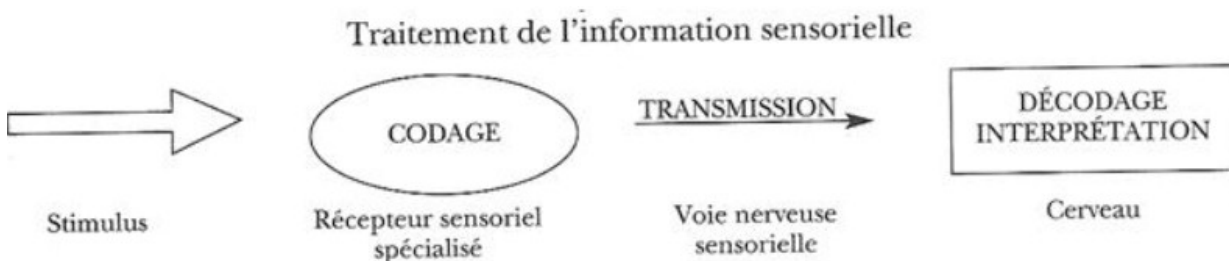 Traitement de l'information sensorielle
CODAGE
TRANSMISSION
DÉCODAGE
INTERPRÉTATION
Stimulus
Récepteur sensoriel
spécialisé
Voie nerveuse
sensorielle
Cerveau